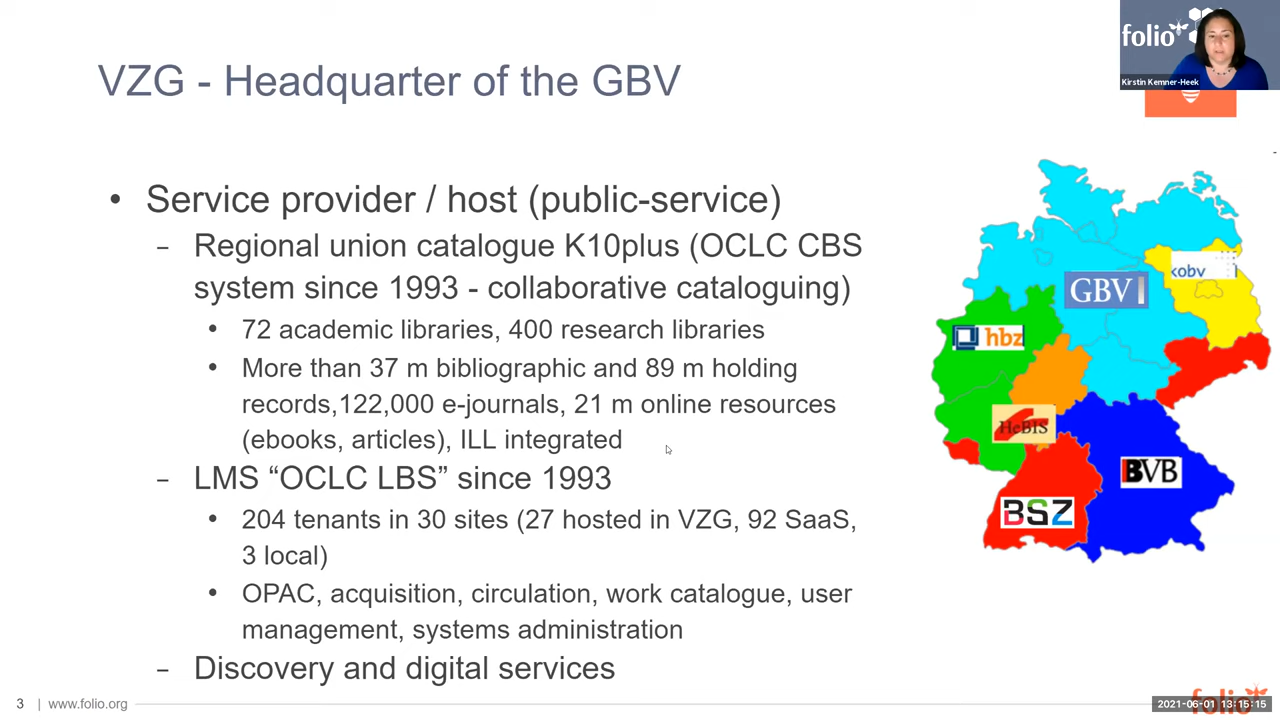 folio
Kirstin Kemner-Heek
VZG - Headquarter of the GBV
• Service provider / host (public-service)
– Regional union catalogue K10plus (OCLC CBS
system since 1993 - collaborative cataloguing)
• 72 academic libraries, 400 research libraries
• More than 37 m bibliographic and 89 m holding
records,122,000 e-journals, 21 m online resources
(ebooks, articles), ILL integrated
– LMS “OCLC LBS” since 1993
• 204 tenants in 30 sites (27 hosted in VZG, 92 SaaS,
3 local)
• OPAC, acquisition, circulation, work catalogue, user
management, systems administration
– Discovery and digital services
kobv
GBV
hbz
HeBIS
BVB
BSZ
3 | www.folio.org
folio
2021-06-01 13:15:15